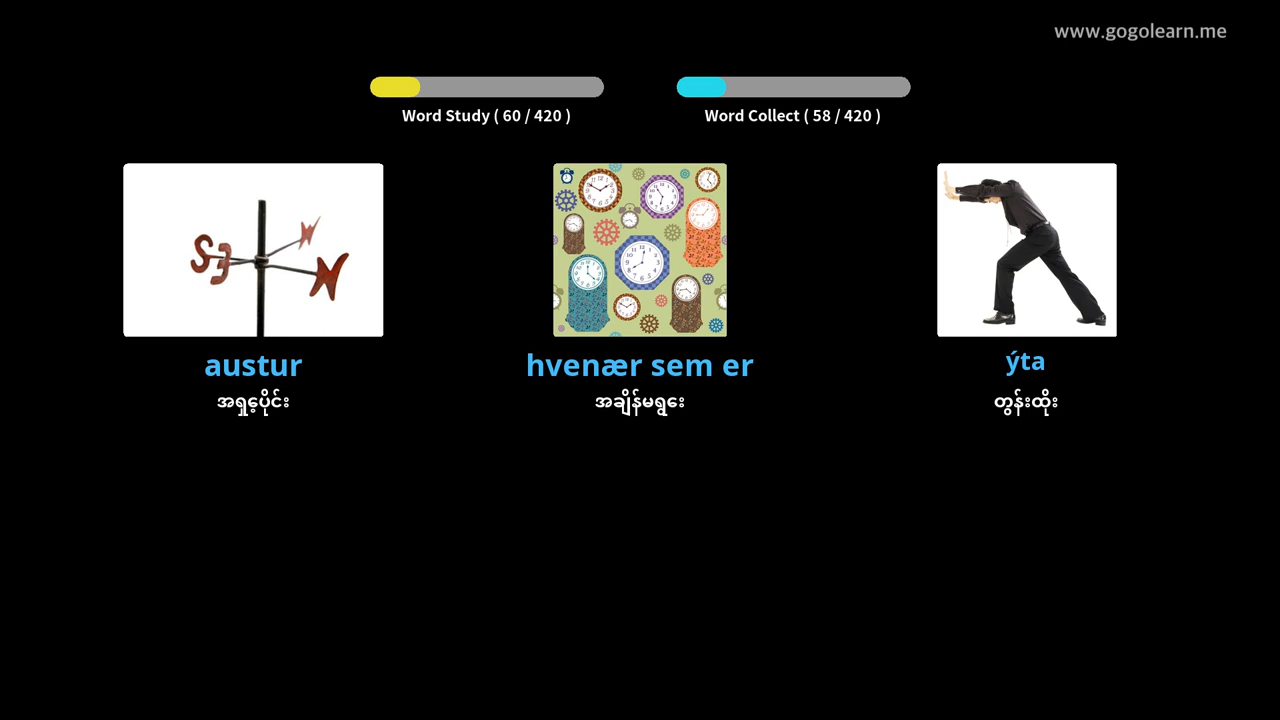 www.gogolearn.me
Word Study ( 60 / 420 )
Word Collect ( 58 / 420 )
austur
hvenær sem er
ýta
အရှေ့ပိုင်း
အချိန်မရွေး
တွန်းထိုး